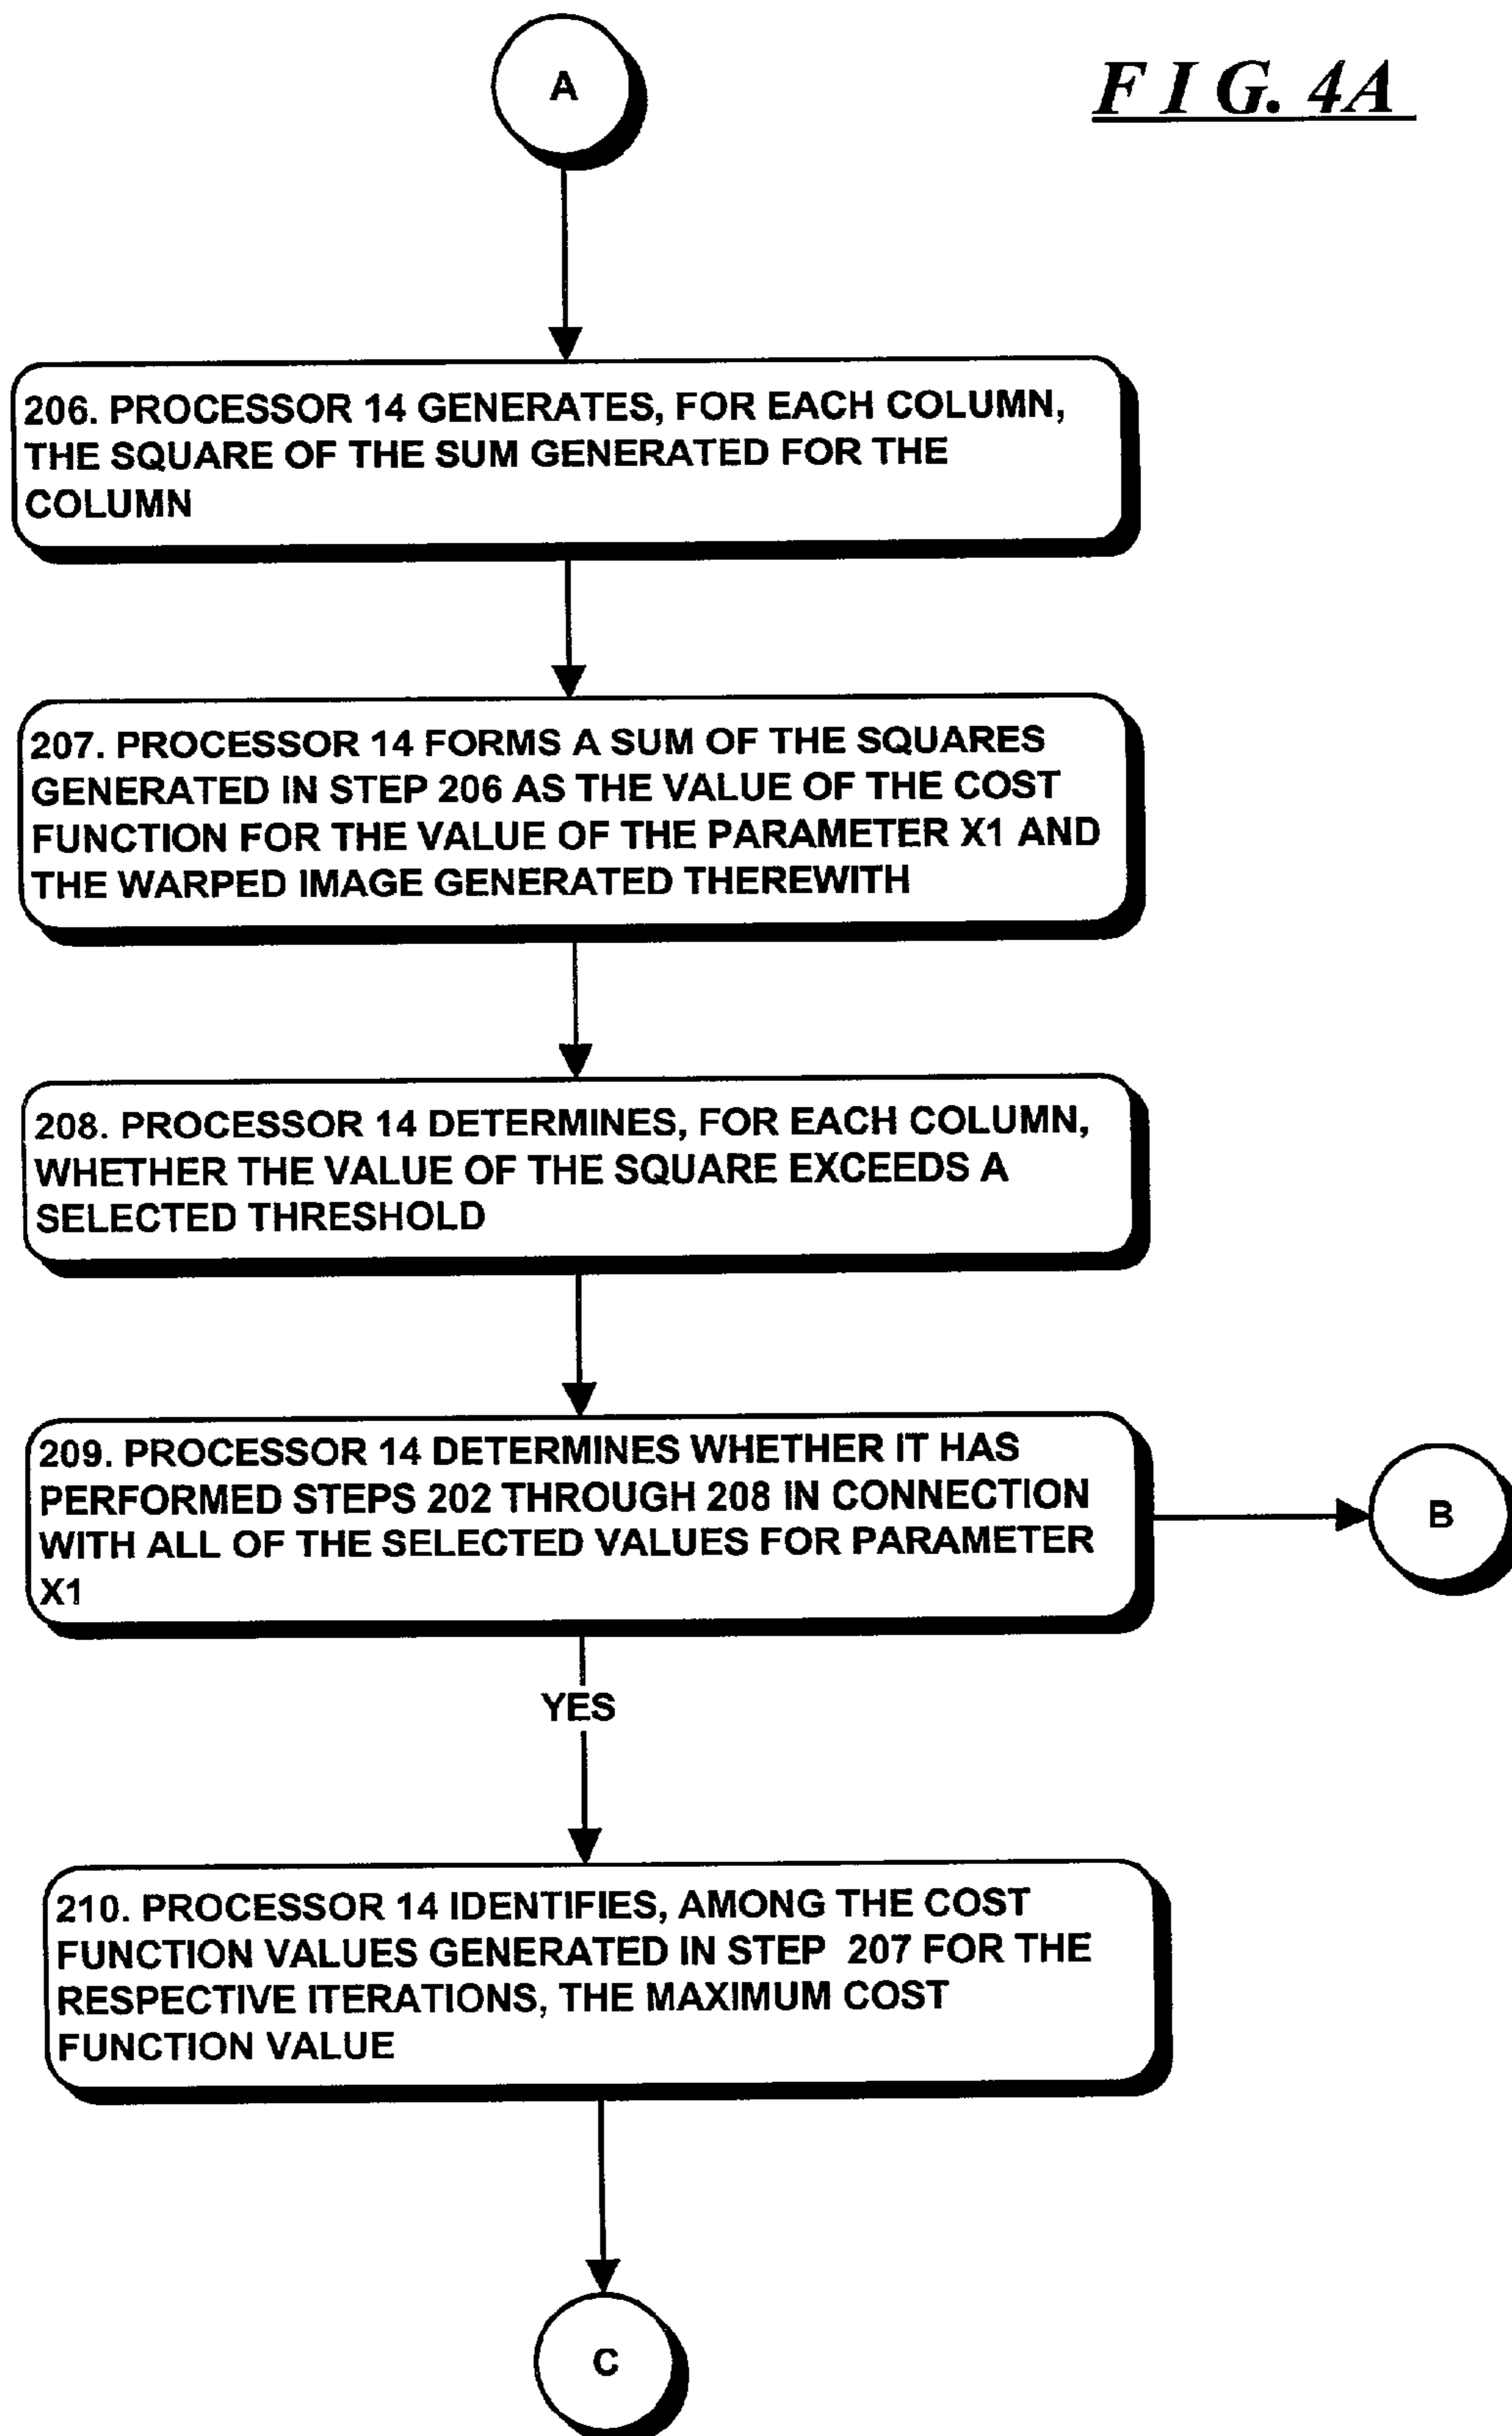 A
F I G. 4A
206. PROCESSOR 14 GENERATES, FOR EACH COLUMN,
THE SQUARE OF THE SUM GENERATED FOR THE
COLUMN
207. PROCESSOR 14 FORMS A SUM OF THE SQUARES
GENERATED IN STEP 206 AS THE VALUE OF THE COST
FUNCTION FOR THE VALUE OF THE PARAMETER X1 AND
THE WARPED IMAGE GENERATED THEREWITH
208. PROCESSOR 14 DETERMINES, FOR EACH COLUMN,
WHETHER THE VALUE OF THE SQUARE EXCEEDS A
SELECTED THRESHOLD
209. PROCESSOR 14 DETERMINES WHETHER IT HAS
PERFORMED STEPS 202 THROUGH 208 IN CONNECTION
WITH ALL OF THE SELECTED VALUES FOR PARAMETER
X1
B
YES
210. PROCESSOR 14 IDENTIFIES, AMONG THE COST
FUNCTION VALUES GENERATED IN STEP 207 FOR THE
RESPECTIVE ITERATIONS, THE MAXIMUM COST
FUNCTION VALUE
C